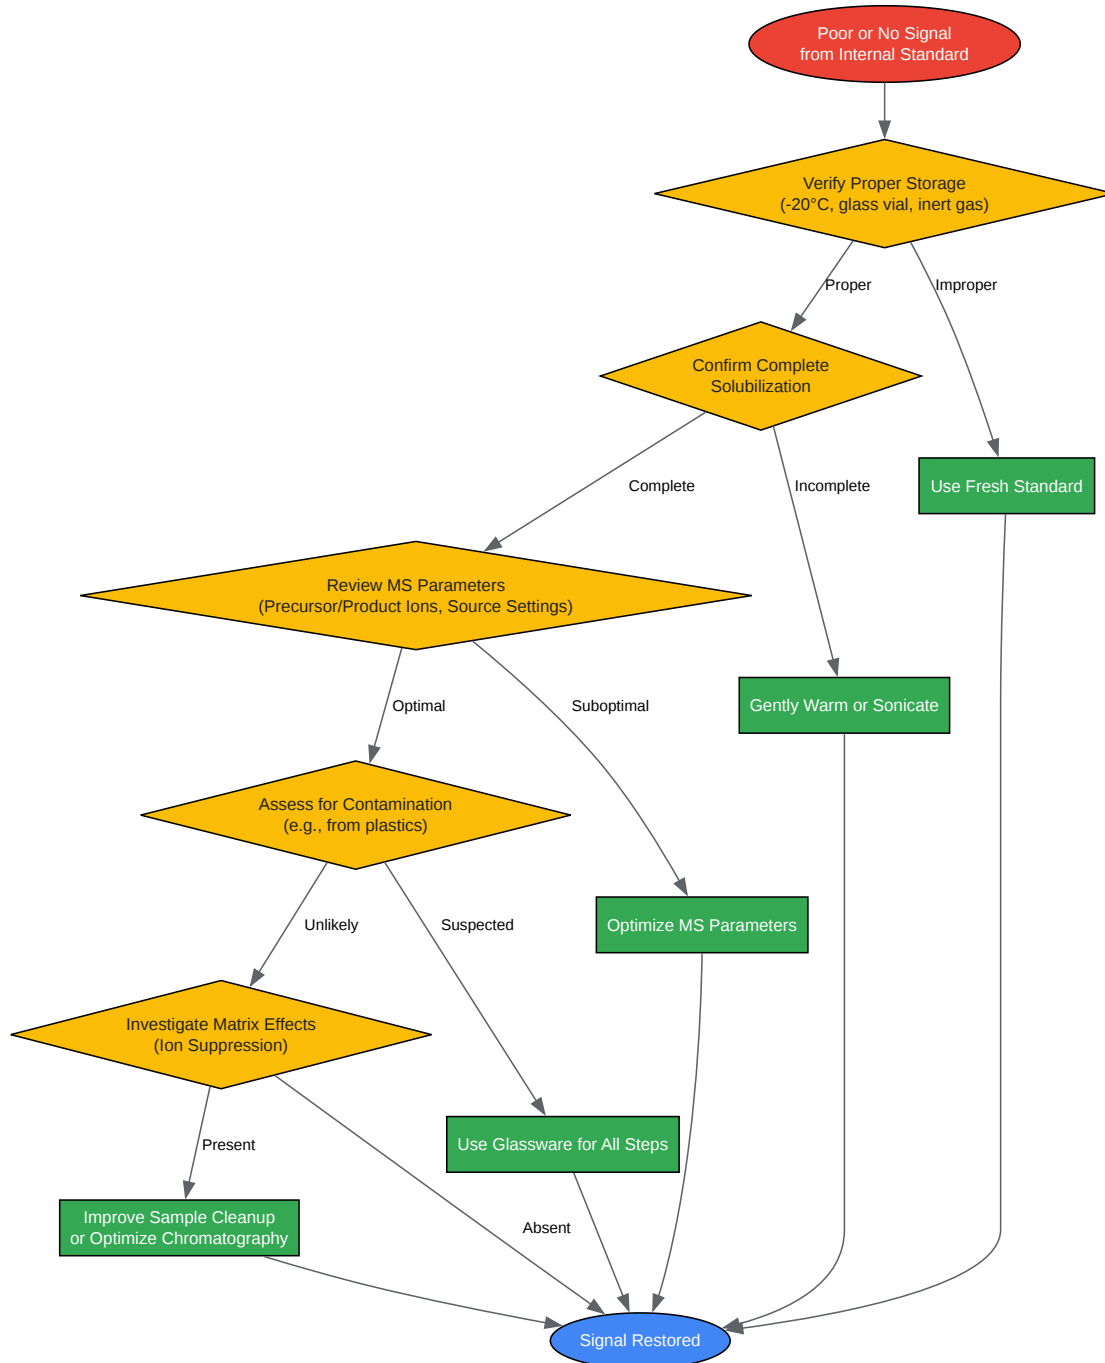 Poor or No Signal
from Internal Standard
Verify Proper Storage
(-20°C, glass vial, inert gas)
Proper
Improper
Confirm Complete
Solubilization
Complete
Incomplete
Use Fresh Standard
Review MS Parameters
(Precursor/Product Ions, Source Settings)
Optimal
Suboptimal
Gently Warm or Sonicate
Assess for Contamination
(e.g., from plastics)
Unlikely
Suspected
Optimize MS Parameters
Investigate Matrix Effects
(Ion Suppression)
Present
Use Glassware for All Steps
Improve Sample Cleanup
or Optimize Chromatography
Absent
Signal Restored